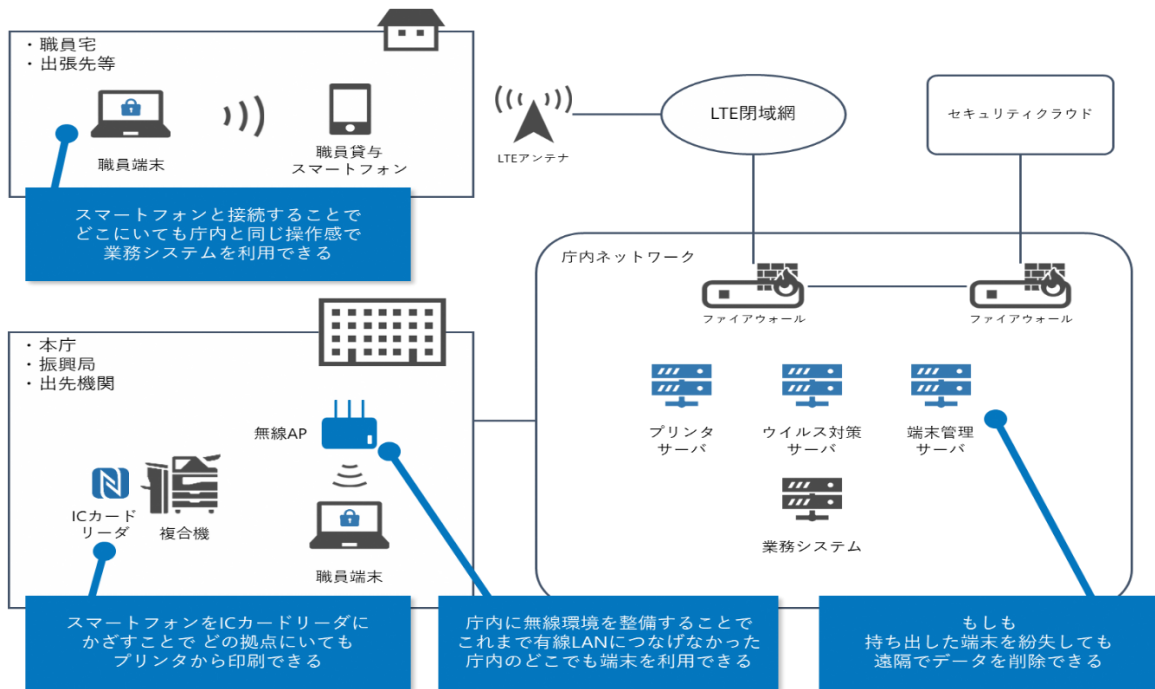 ・職員宅
・出張先等
職員端末
職員貸与
スマートフォン
LTEアンテナ
LTE閉域網
セキュリティクラウド
スマートフォンと接続することで
どこにいても庁内と同じ操作感で
業務システムを利用できる
庁内ネットワーク
ファイアウォール
ファイアウォール
プリンタ
サーバ
ウイルス対策
サーバ
端末管理
サーバ
業務システム
・本庁
・振興局
・出先機関
無線AP
ICカード
リーダ
複合機
職員端末
スマートフォンをICカードリーダに
かざすことで どの拠点にいても
プリンタから印刷できる
庁内に無線環境を整備することで
これまで有線LANにつなげなかった
庁内のどこでも端末を利用できる
もしも
持ち出した端末を紛失しても
遠隔でデータを削除できる